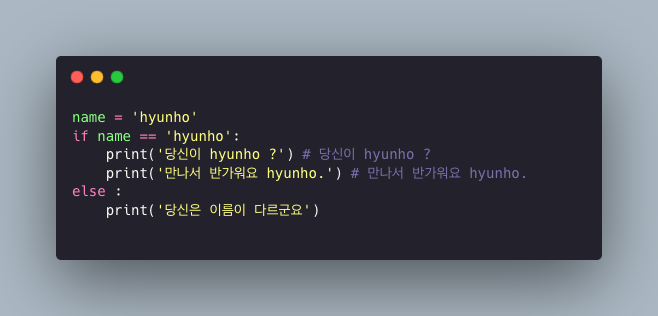 name = 'hyunho'
if name == 'hyunho':
    print('당신이 hyunho ?') # 당신이 hyunho ?
    print('만나서 반가워요 hyunho.') # 만나서 반가워요 hyunho.
else :
    print('당신은 이름이 다르군요')